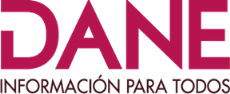 DANE
INFORMACIÓN PARA TODOS